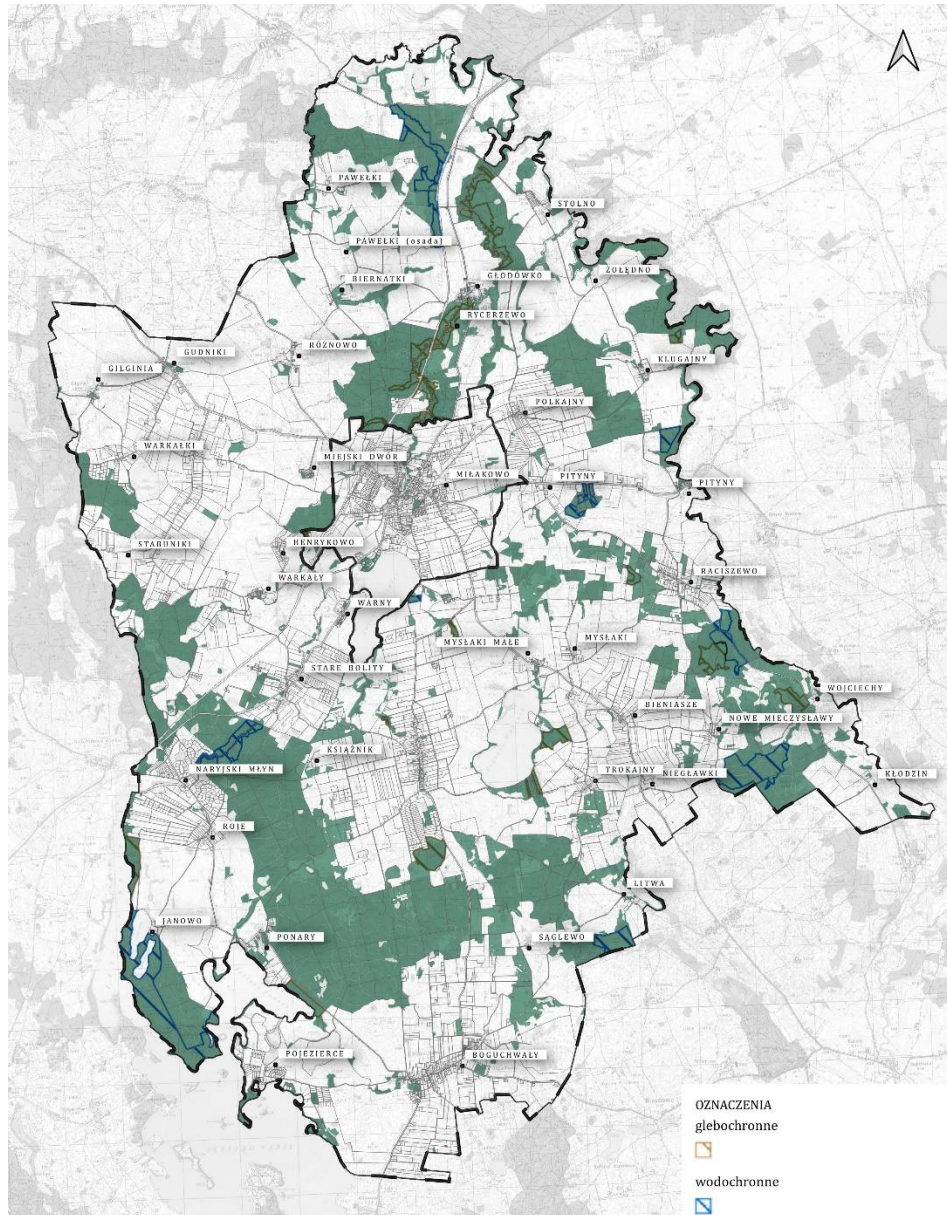 PAWEŁKI
STOLNO
PAWEŁKI (osada)
ŻOŁĘDNO
BIERNATKI
GŁODÓWKO
RYCERZEWO
RÓŻNOWO
GUDNIKI
KLUGAJNY
GILGINIA
POLKAJNY
WARKAŁKI
MIEJSKI DWÓR
MIŁAKOWO
PITYNY
PITYNY
HENRYKOWO
STABUNIKI
RACISZEWO
WARKAŁY
WARNY
MYSŁAKI MAŁE
MYSŁAKI
STARE BOLITY
WOJCIECHY
BIENIASZE
NOWE MIECZYSŁAWY
KSIĄŻNIK
NARYJSKI MŁYN
TROKAJNY
NIEGŁAWKI
KŁODZIN
ROJE
LITWA
JANOWO
PONARY
SĄGLEWO
POJEZIERCE
BOGUCHWAŁY
OZNACZENIA
glebochronne
wodochronne